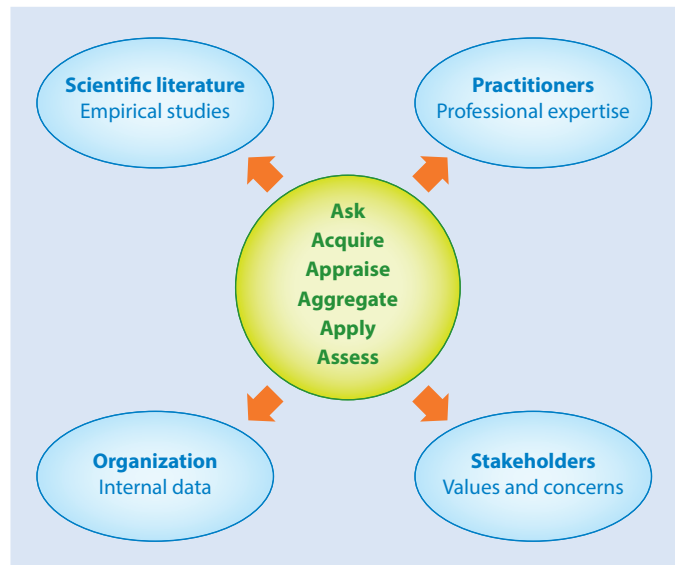 Scientific literature
Empirical studies
Practitioners
Professional expertise
Ask
Acquire
Appraise
Aggregate
Apply
Assess
Organization
Internal data
Stakeholders
Values and concerns